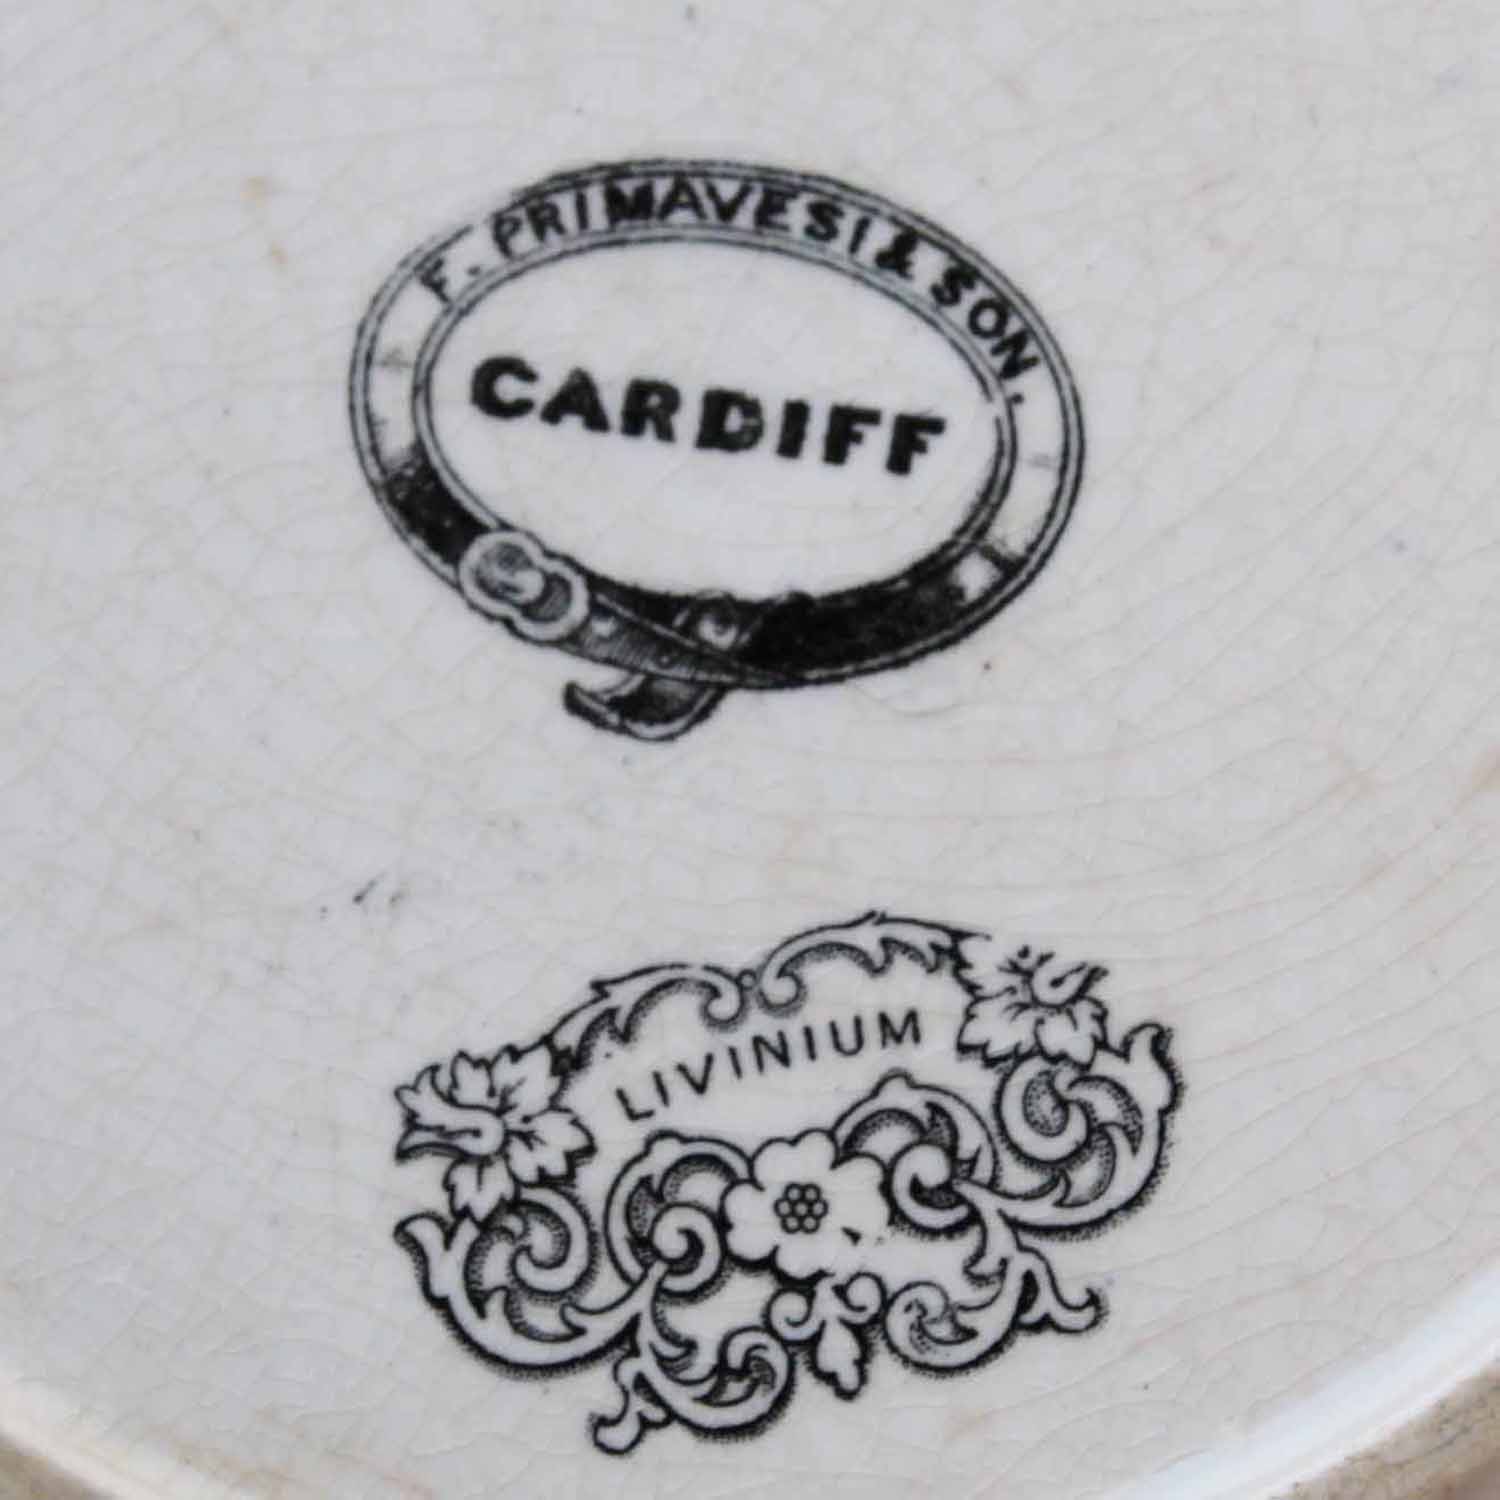 F. PRIMAVESI & SON.
CARDIFF
LIVINIUM